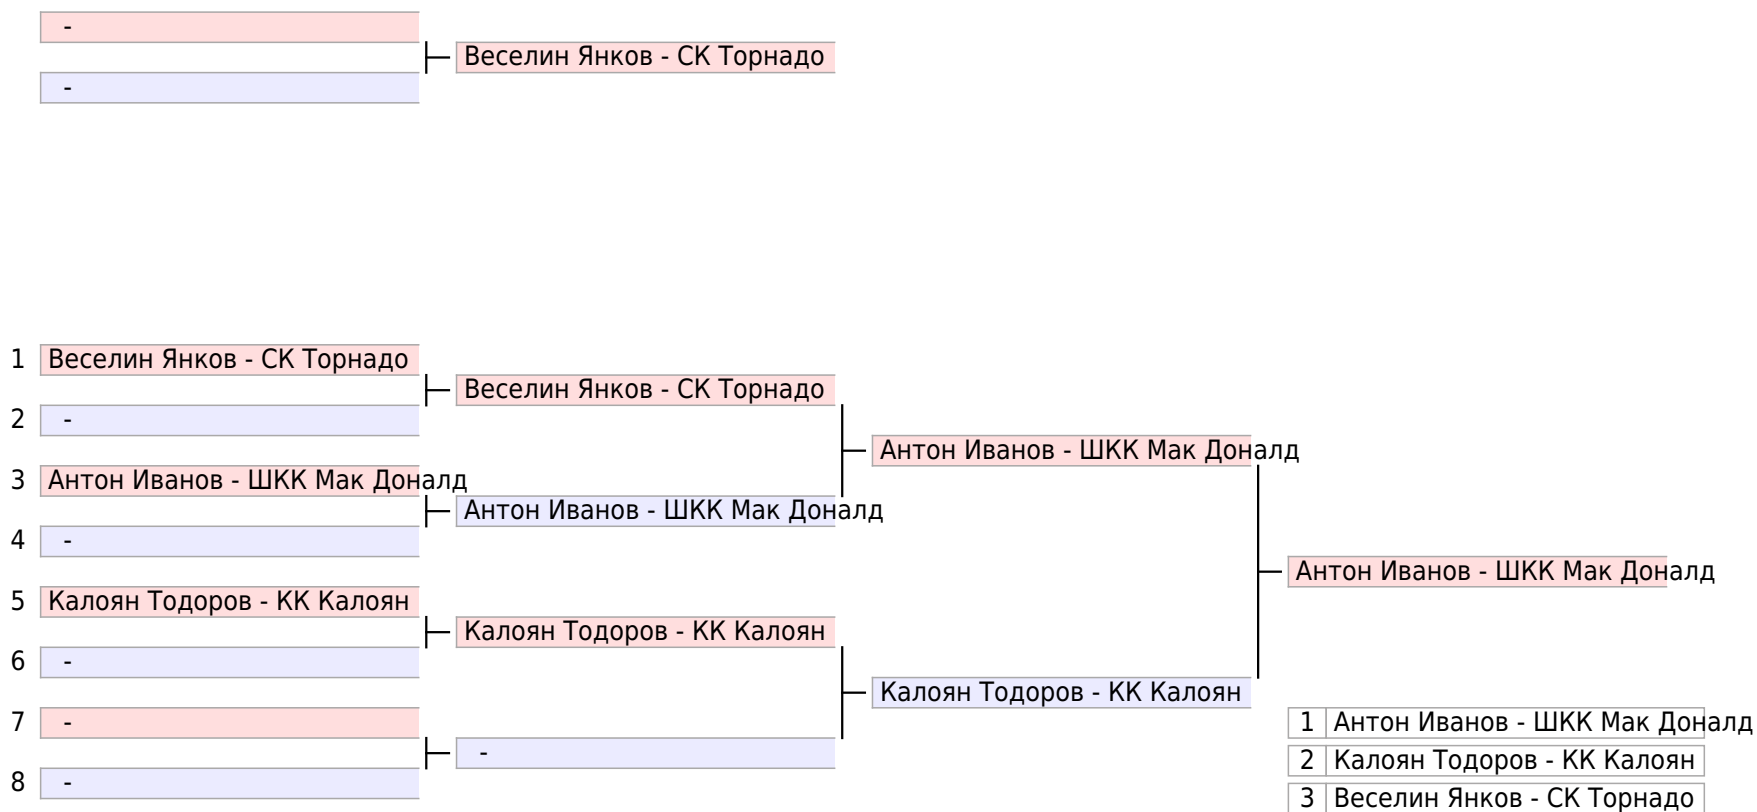 -
Веселин Янков - СК Торнадо
-
1 Веселин Янков - СК Торнадо
Веселин Янков - СК Торнадо
2 -
Антон Иванов - ШКК Мак Доналд
3 Антон Иванов - ШКК Мак Доналд
Антон Иванов - ШКК Мак Доналд
4 -
Антон Иванов - ШКК Мак Доналд
5 Калоян Тодоров - КК Калоян
Калоян Тодоров - КК Калоян
6 -
Калоян Тодоров - КК Калоян
7 -
-
8 -
1 Антон Иванов - ШКК Мак Доналд
2 Калоян Тодоров - КК Калоян
3 Веселин Янков - СК Торнадо